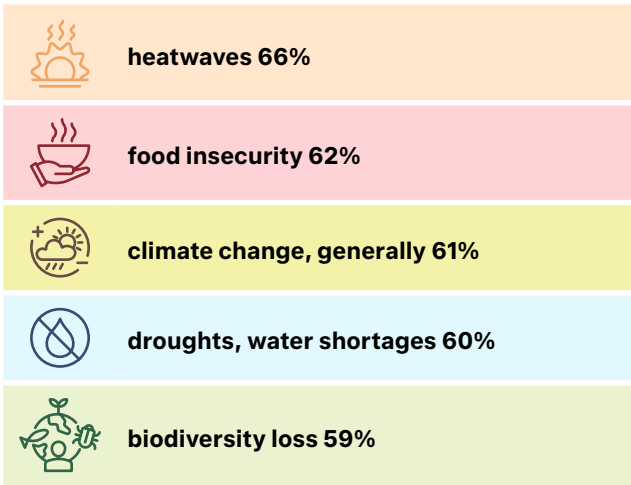 heatwaves 66%
food insecurity 62%
climate change, generally 61%
droughts, water shortages 60%
biodiversity loss 59%